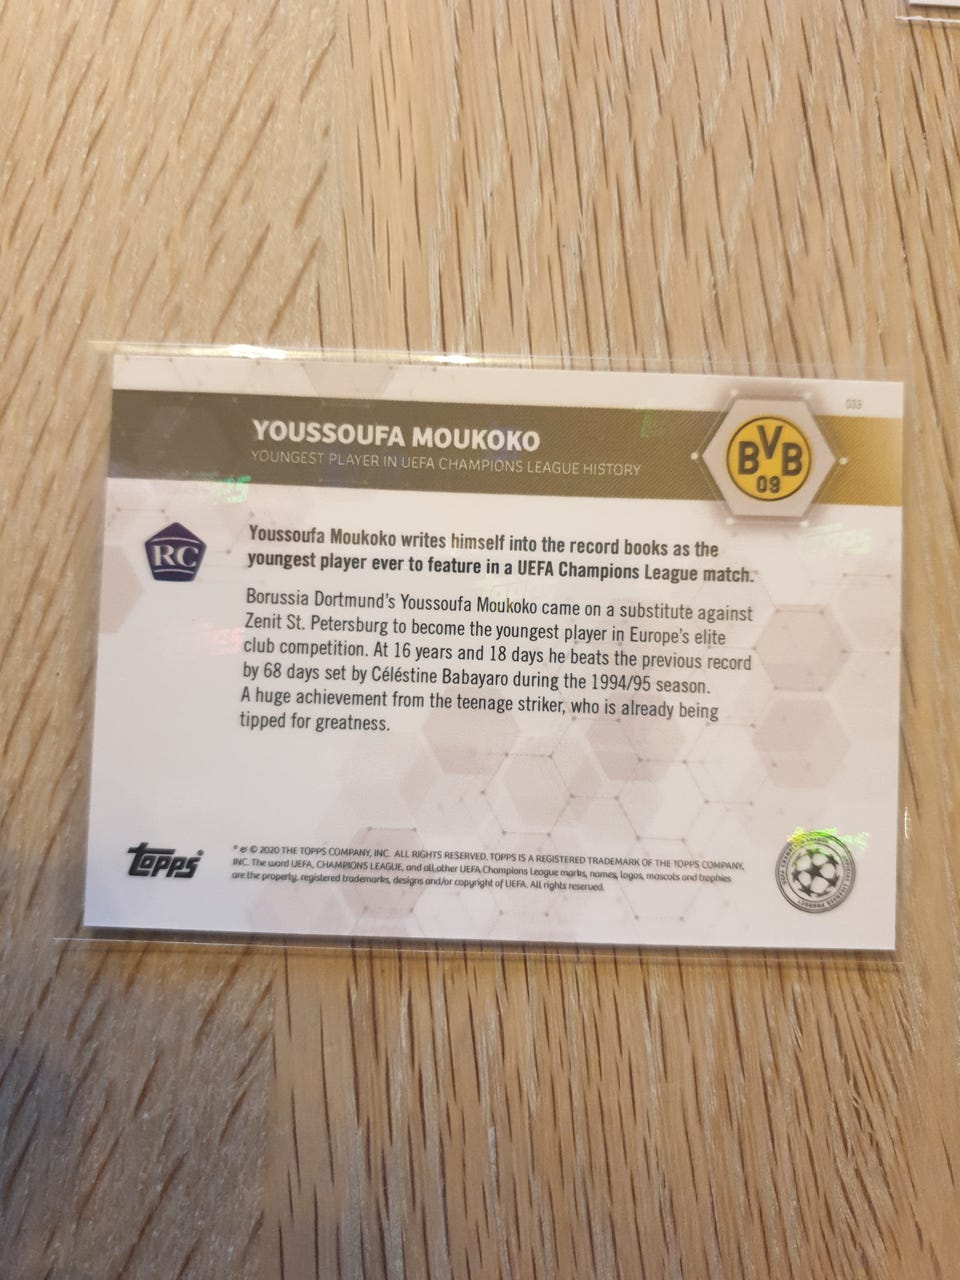 033
YOUSSOUFA MOUKOKO
YOUNGEST PLAYER IN UEFA CHAMPIONS LEAGUE HISTORY
BVB
09
RC
Youssoufa Moukoko writes himself into the record books as the
youngest player ever to feature in a UEFA Champions League match.
Borussia Dortmund's Youssoufa Moukoko came on a substitute against
Zenit St. Petersburg to become the youngest player in Europe's elite
club competition. At 16 years and 18 days he beats the previous record
by 68 days set by Céléstine Babayaro during the 1994/95 season.
A huge achievement from the teenage striker, who is already being
tipped for greatness.
topps
* © 2020 THE TOPPS COMPANY, INC. ALL RIGHTS RESERVED. TOPPS IS A REGISTERED TRADEMARK OF THE TOPPS COMPANY,
INC. The word UEFA, CHAMPIONS LEAGUE, and all other UEFA Champions League marks, names, logos, mascots and trophies
are the property, registered trademarks, designs and/or copyright of UEFA. All rights reserved.